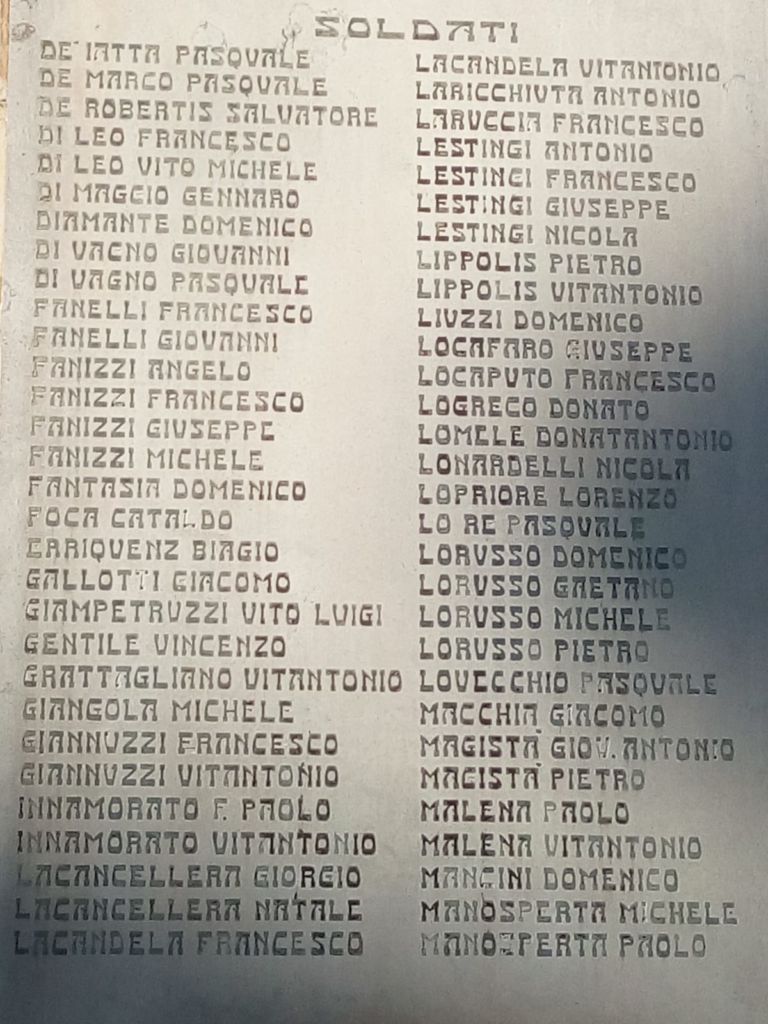 SOLDATI
DE IATTA PASQUALE
DE MARCO PASQUALE
DE ROBERTIS SALVATORE
DI LEO FRANCESCO
DI LEO VITO MICHELE
DI MAGGIO GENNARO
DIAMANTE DOMENICO
DI VAGNO GIOVANNI
DI VAGNO PASQUALE
FANELLI FRANCESCO
FANELLI GIOVANNI
FANIZZI ANGELO
FANIZZI FRANCESCO
FANIZZI GIUSEPPE
FANIZZI MICHELE
FANTASIA DOMENICO
FOCA CATALDO
ERRIQUENZ BIAGIO
GALLOTTI GIACOMO
GIAMPETRUZZI VITO LUIGI
GENTILE VINCENZO
GRATTAGLIANO VITANTONIO
GIANGOLA MICHELE
GIANNUZZI FRANCESCO
GIANNUZZI VITANTONIO
INNAMORATO F. PAOLO
INNAMORATO VITANTONIO
LACANCELLERA GIORGIO
LACANCELLERA NATALE
LACANDELA FRANCESCO
LACANDELA VITANTONIO
LARICCHIUTA ANTONIO
LARUCCIA FRANCESCO
LESTINGI ANTONIO
LESTINGI FRANCESCO
LESTINGI GIUSEPPE
LESTINGI NICOLA
LIPPOLIS PIETRO
LIPPOLIS VITANTONIO
LIUZZI DOMENICO
LOCAFARO GIUSEPPE
LOCAPUTO FRANCESCO
LOGRECO DONATO
LOMELE DONATANTONIO
LONARDELLI NICOLA
LOPRIORE LORENZO
LO RE PASQUALE
LORUSSO DOMENICO
LORUSSO GAETANO
LORUSSO MICHELE
LORUSSO PIETRO
LOVECCHIO PASQUALE
MACCHIA GIACOMO
MAGISTÀ GIOV. ANTONIO
MAGISTÀ PIETRO
MALENA PAOLO
MALENA VITANTONIO
MANCINI DOMENICO
MANOSPERTA MICHELE
MANOSPERTA PAOLO